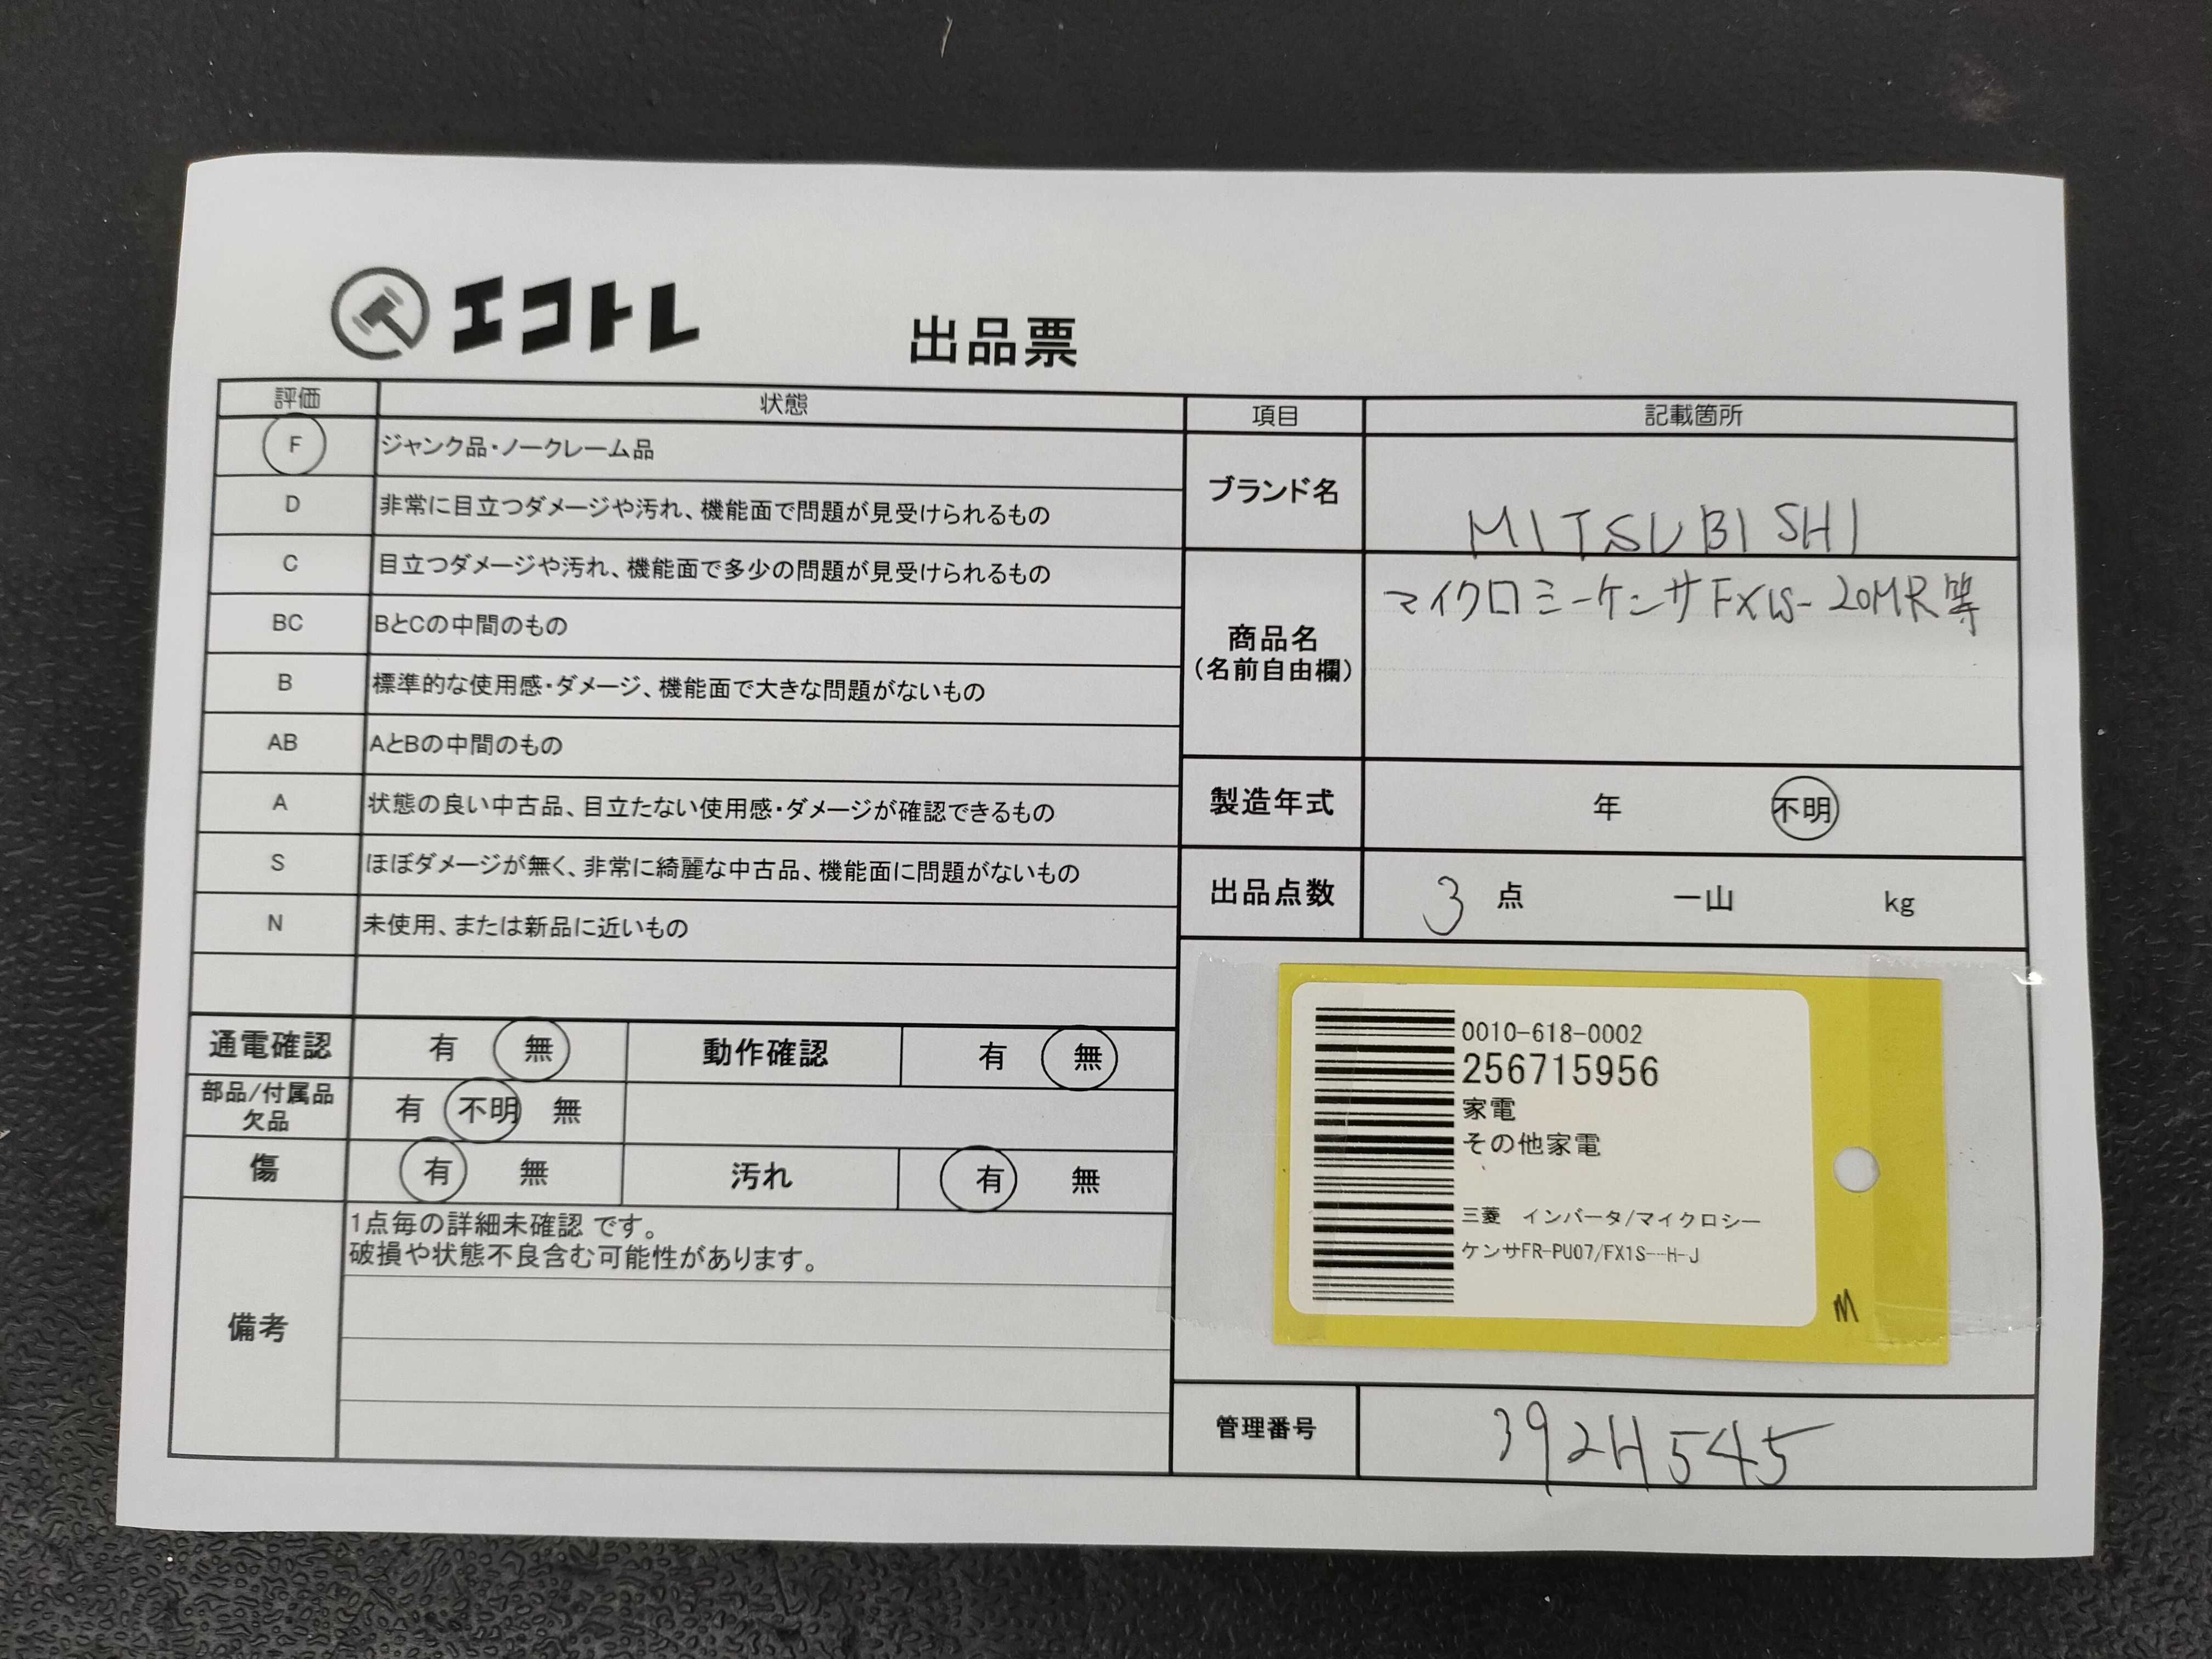 エコトレ
出品票
評価 状態
F ジャンク品・ノークレーム品
D 非常に目立つダメージや汚れ、機能面で問題が見受けられるもの
C 目立つダメージや汚れ、機能面で多少の問題が見受けられるもの
BC BとCの中間のもの
B 標準的な使用感・ダメージ、機能面で大きな問題がないもの
AB AとBの中間のもの
A 状態の良い中古品、目立たない使用感・ダメージが確認できるもの
S ほぼダメージが無く、非常に綺麗な中古品、機能面に問題がないもの
N 未使用、または新品に近いもの
通電確認 有 無 動作確認 有 無
部品/付属品
欠品 有 不明 無
傷 有 無 汚れ 有 無
備考
1点毎の詳細未確認 です。
破損や状態不良含む可能性があります。
項目 記載箇所
ブランド名 MITSUBISHI
商品名
(名前自由欄)
マイクロシーケンサ FX1S-20MR等
製造年式 年 不明
出品点数 3 点 一山 kg
0010-618-0002
256715956
家電
その他家電
三菱 インバータ/マイクロシー
ケンサFR-PU07/FX1S--H-J
M
管理番号 392H545